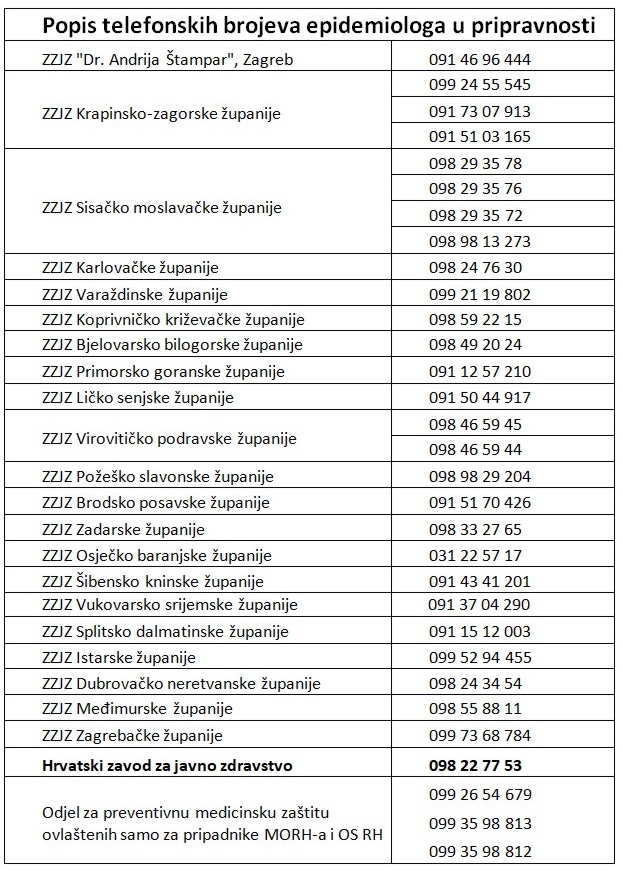 Popis telefonskih brojeva epidemiologa u pripravnosti
ZZJZ "Dr. Andrija Štampar", Zagreb 091 46 96 444
ZZJZ Krapinsko-zagorske županije 099 24 55 545
091 73 07 913
091 51 03 165
ZZJZ Sisačko moslavačke županije 098 29 35 78
098 29 35 76
098 29 35 72
098 98 13 273
ZZJZ Karlovačke županije 098 24 76 30
ZZJZ Varaždinske županije 099 21 19 802
ZZJZ Koprivničko križevačke županije 098 59 22 15
ZZJZ Bjelovarsko bilogorske županije 098 49 20 24
ZZJZ Primorsko goranske županije 091 12 57 210
ZZJZ Ličko senjske županije 091 50 44 917
ZZJZ Virovitičko podravske županije 098 46 59 45
098 46 59 44
ZZJZ Požeško slavonske županije 098 98 29 204
ZZJZ Brodsko posavske županije 091 51 70 426
ZZJZ Zadarske županije 098 33 27 65
ZZJZ Osječko baranjske županije 031 22 57 17
ZZJZ Šibensko kninske županije 091 43 41 201
ZZJZ Vukovarsko srijemske županije 091 37 04 290
ZZJZ Splitsko dalmatinske županije 091 15 12 003
ZZJZ Istarske županije 099 52 94 455
ZZJZ Dubrovačko neretvanske županije 098 24 34 54
ZZJZ Međimurske županije 098 55 88 11
ZZJZ Zagrebačke županije 099 73 68 784
Hrvatski zavod za javno zdravstvo 098 22 77 53
Odjel za preventivnu medicinsku zaštitu
ovlaštenih samo za pripadnike MORH-a i OS RH
099 26 54 679
099 35 98 813
099 35 98 812